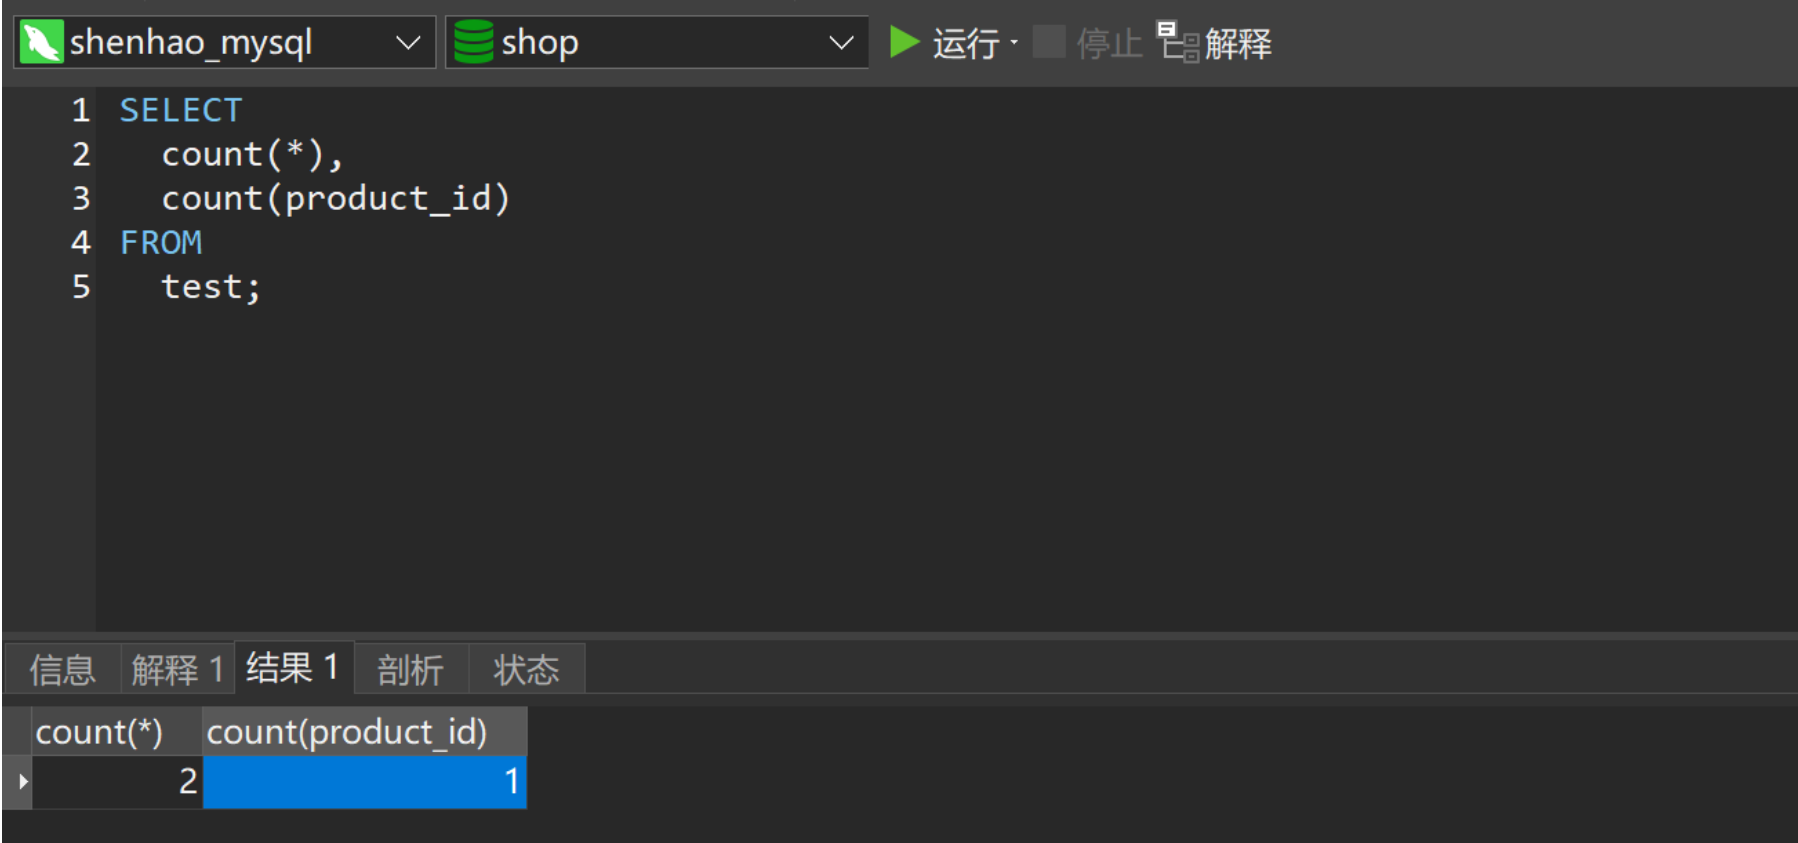 shenhao_mysql shop 运行 · 停止 解释
1 SELECT
2 count(*),
3 count(product_id)
4 FROM
5 test;
信息 解释 1 结果 1 剖析 状态
count(*) count(product_id)
2 1